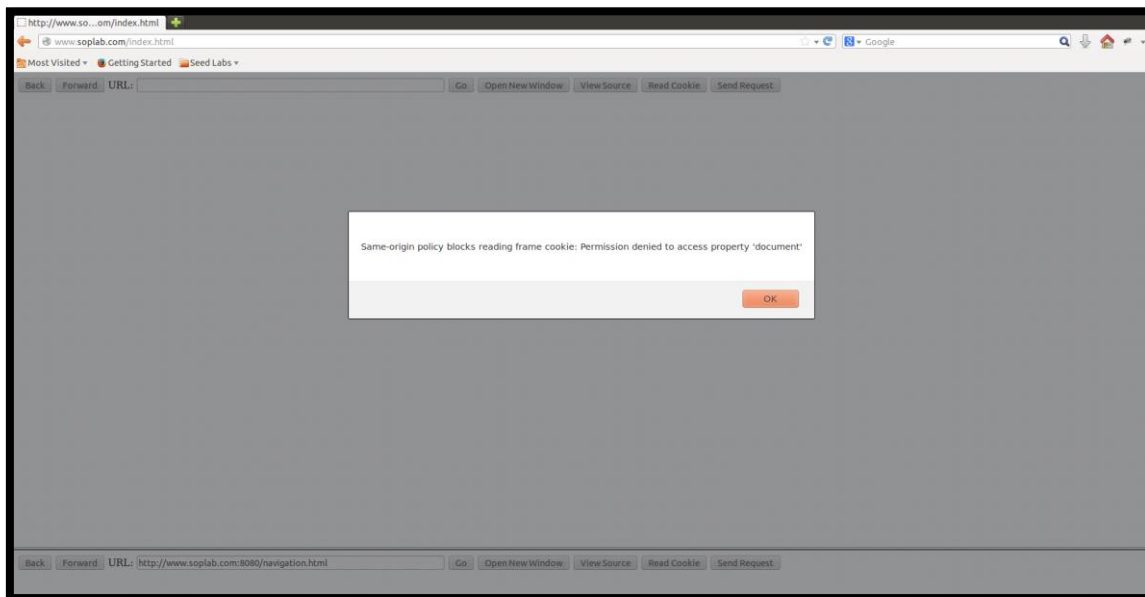 http://www.so...om/index.html
www.soplab.com/index.html
Google
Most Visited Getting Started Seed Labs
Back Forward URL: Go Open New Window View Source Read Cookie Send Request
Same-origin policy blocks reading frame cookie: Permission denied to access property 'document'
OK
Back Forward URL: http://www.soplab.com:8080/navigation.html Go Open New Window View Source Read Cookie Send Request